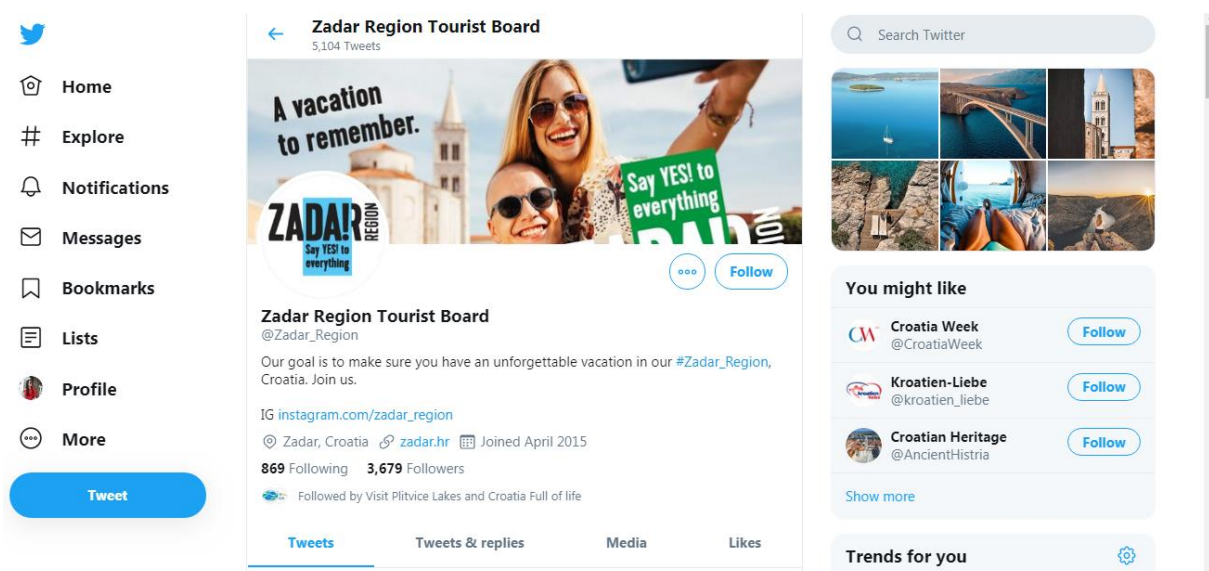 Home
Explore
Notifications
Messages
Bookmarks
Lists
Profile
More
Tweet
Zadar Region Tourist Board
5,104 Tweets
A vacation
to remember.
Say YES! to
everything
ZADA!R
REGION
Say YES! to
everything
Follow
Zadar Region Tourist Board
@Zadar_Region
Our goal is to make sure you have an unforgettable vacation in our #Zadar_Region,
Croatia. Join us.
IG instagram.com/zadar_region
Zadar, Croatia zadar.hr Joined April 2015
869 Following 3,679 Followers
Followed by Visit Plitvice Lakes and Croatia Full of life
Tweets Tweets & replies Media Likes
Search Twitter
You might like
CW Croatia Week
@CroatiaWeek
Follow
Kroatien-Liebe
@kroatien_liebe
Follow
Croatian Heritage
@AncientHistria
Follow
Show more
Trends for you